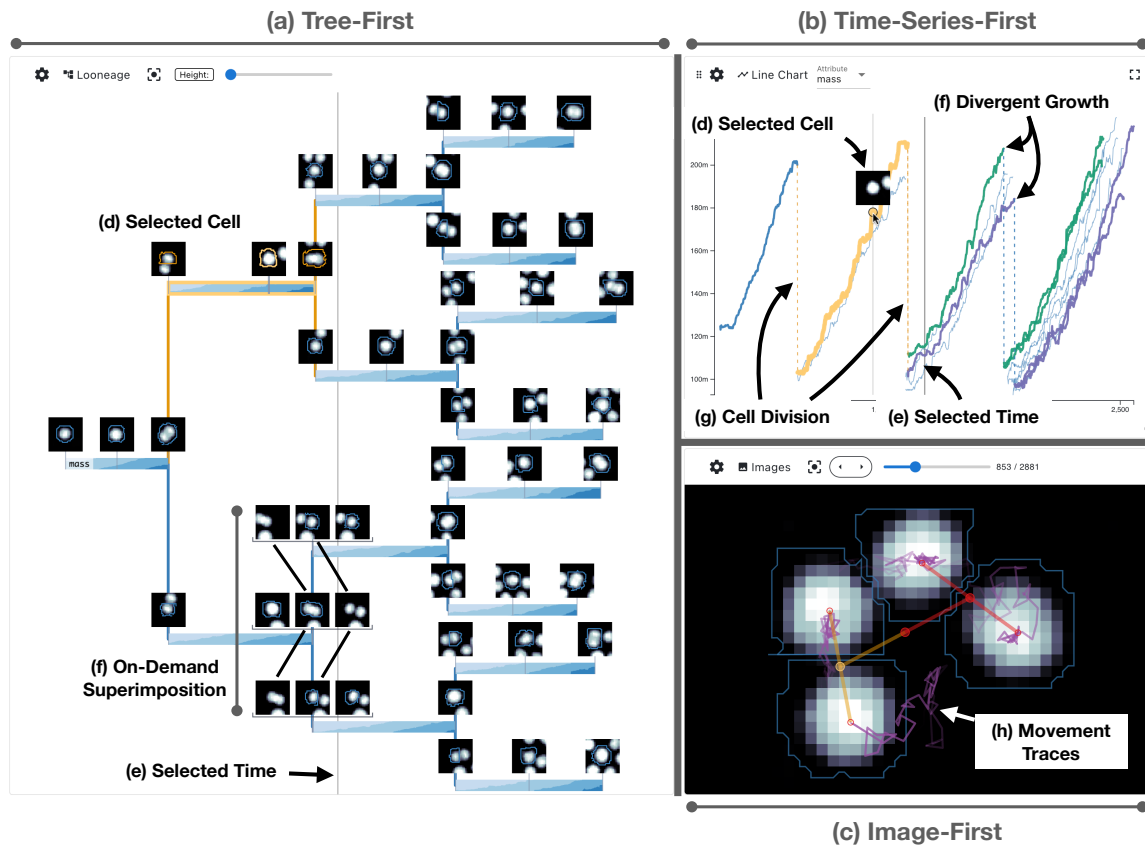 (a) Tree-First
(b) Time-Series-First
Looneage
Height:
(d) Selected Cell
mass
(f) On-Demand
Superimposition
(e) Selected Time
Line Chart
Attribute
mass
(f) Divergent Growth
(d) Selected Cell
200m
180m
160m
140m
120m
100m
(g) Cell Division
(e) Selected Time
1
2,500
Images
853 / 2881
(h) Movement
Traces
(c) Image-First